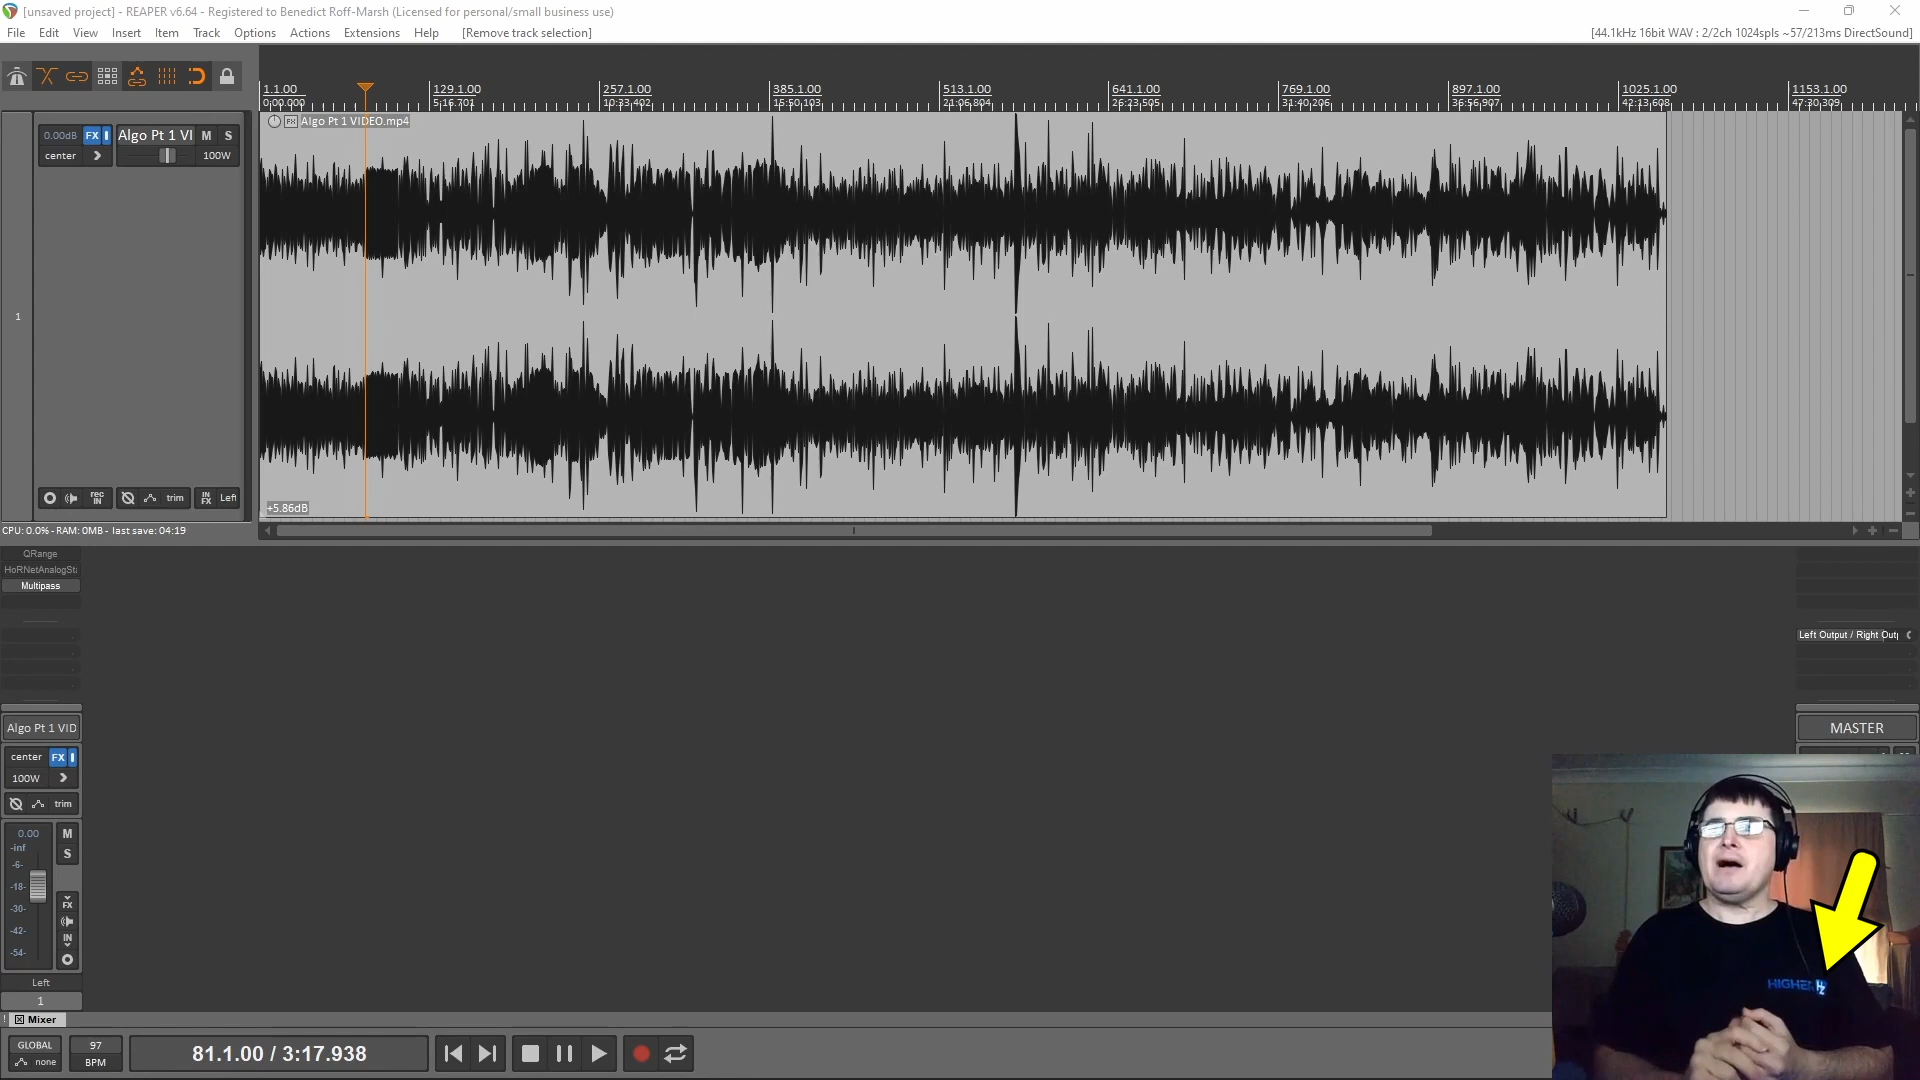 [unsaved project] - REAPER v6.64 - Registered to Benedict Roff-Marsh (Licensed for personal/small business use)
File Edit View Insert Item Track Options Actions Extensions Help [Remove track selection] [44.1kHz 16bit WAV : 2/2ch 1024spls ~57/213ms DirectSound]
1.1.00 129.1.00 257.1.00 385.1.00 513.1.00 641.1.00 769.1.00 897.1.00 1025.1.00 1153.1.00
0:00.000 5:16.701 10:33.402 15:50.103 21:06.804 26:23.505 31:40.206 36:56.907 42:13.608 47:30.309
Algo Pt 1 VIDEO.mp4
0.00dB FX Algo Pt 1 VI M S
center 100W
1
rec IN trim IN FX Left
+5.86dB
CPU: 0.0% - RAM: 0MB - last save: 04:19
QRange
HoRNetAnalogSt
Multipass
Left Output / Right Out
Algo Pt 1 VID
MASTER
center FX
100W
trim
0.00 M
-inf
S
-6-
-18-
FX
-30-
-42- IN
-54-
Left
1
Mixer
GLOBAL
none
97
BPM
81.1.00 / 3:17.938
HIGHER HZ